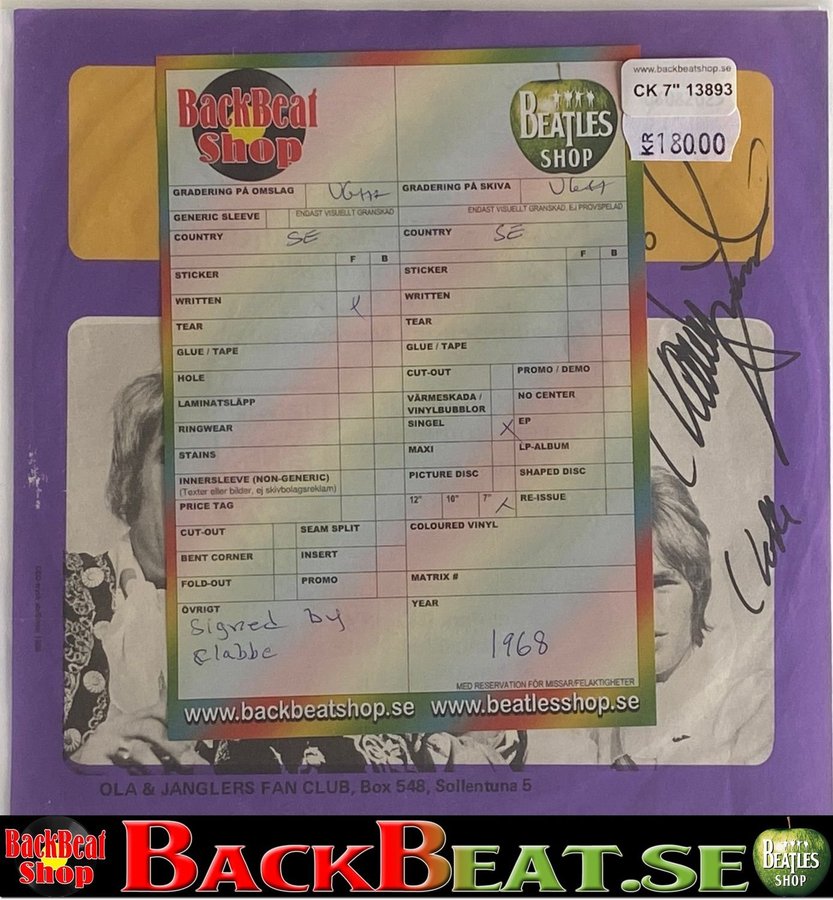 www.backbeatshop.se
CK 7" 13893
KR 180.00
BackBeat
Shop
BEATLES
SHOP
GRADERING PÅ OMSLAG
GRADERING PÅ SKIVA
GENERIC SLEEVE
ENDAST VISUELLT GRANSKAD
ENDAST VISUELLT GRANSKAD, EJ PROVSPELAD
COUNTRY SE
COUNTRY SE
F B
F B
STICKER
STICKER
WRITTEN X
WRITTEN
TEAR
TEAR
GLUE / TAPE
GLUE / TAPE
HOLE
CUT-OUT
PROMO / DEMO
LAMINATSLÄPP
VÄRMESKADA /
VINYLBUBBLOR
NO CENTER
RINGWEAR
SINGEL X
EP
STAINS
MAXI
LP-ALBUM
INNERSLEEVE (NON-GENERIC)
(Texter eller bilder, ej skivbolagsreklam)
PICTURE DISC
SHAPED DISC
PRICE TAG
12" 10" 7" X
RE-ISSUE
CUT-OUT
SEAM SPLIT
COLOURED VINYL
BENT CORNER
INSERT
FOLD-OUT
PROMO
MATRIX #
ÖVRIGT
Signed by
Clabbe
YEAR
1968
MED RESERVATION FÖR MISSAR/FELAKTIGHETER
www.backbeatshop.se www.beatlesshop.se
OLA & JANGLERS FAN CLUB, Box 548, Sollentuna 5
BackBeat
Shop
BACKBEAT.SE
BEATLES
SHOP